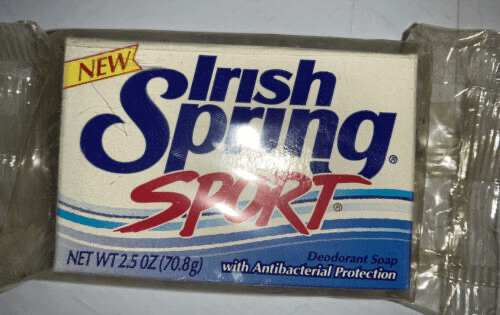 NEW
Irish
Spring®
SPORT®
NET WT 2.5 OZ (70.8g)
Deodorant Soap
with Antibacterial Protection